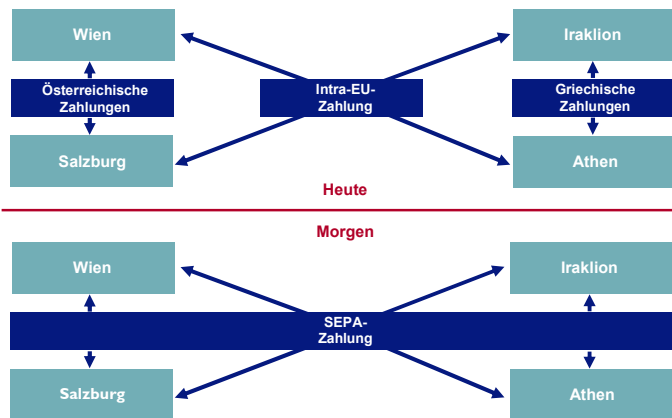 Wien
Iraklion
Österreichische
Zahlungen
Intra-EU-
Zahlung
Griechische
Zahlungen
Salzburg
Athen
Heute
Morgen
Wien
Iraklion
SEPA-
Zahlung
Salzburg
Athen